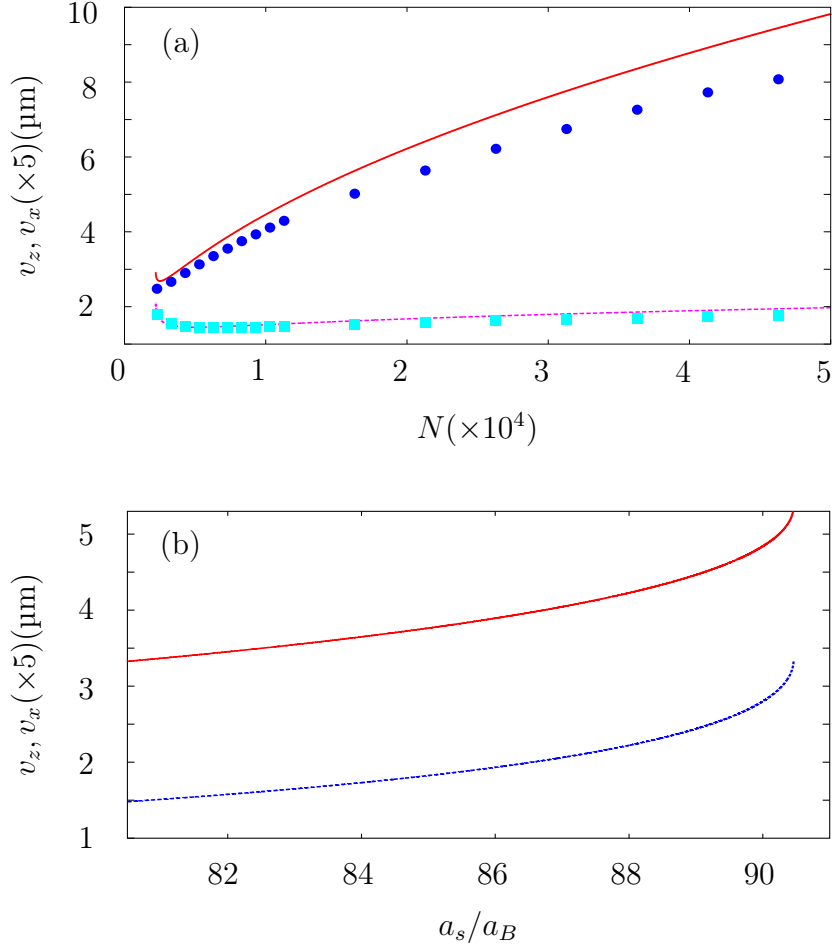 10
(a)
8
6
4
2
v_z, v_x(×5)(μm)
0 1 2 3 4 5
N(×10^4)
5
(b)
4
3
2
1
v_z, v_x(×5)(μm)
82 84 86 88 90
a_s/a_B